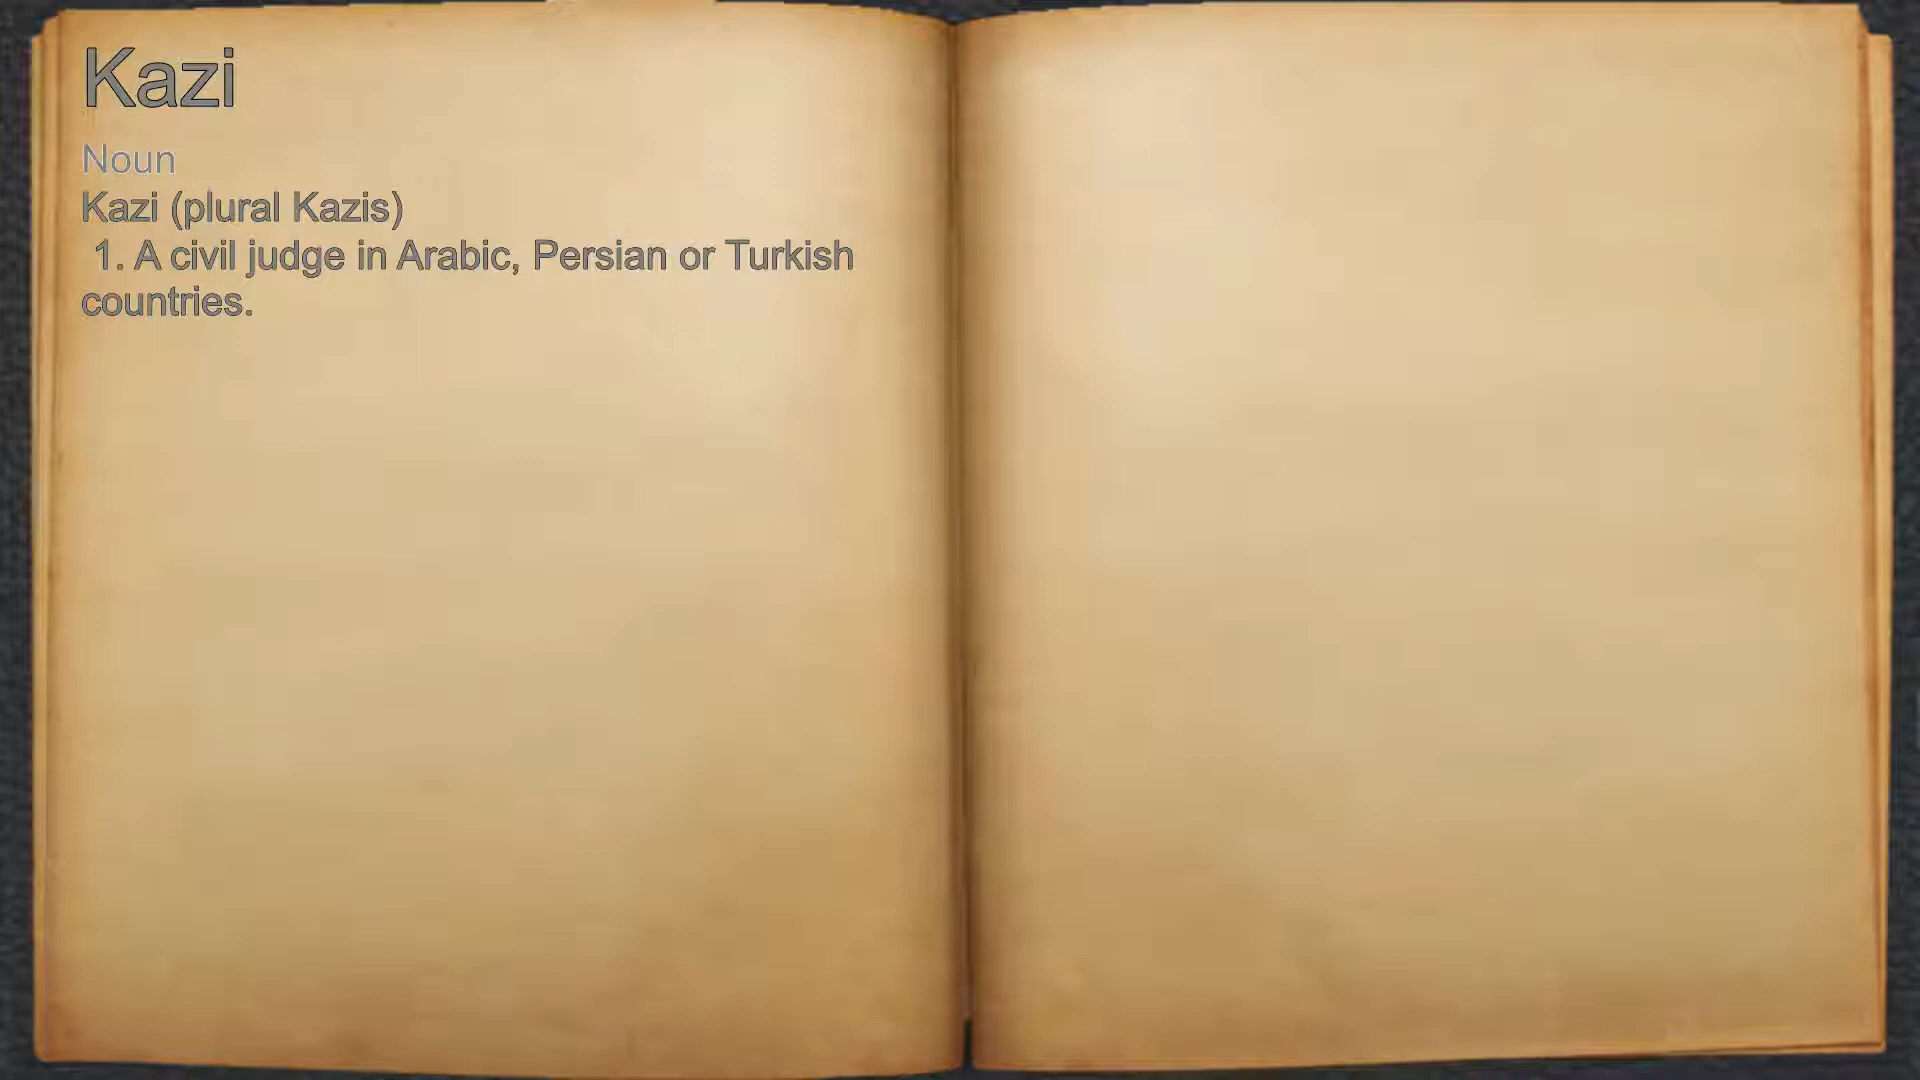 Kazi
Noun
Kazi (plural Kazis)
1. A civil judge in Arabic, Persian or Turkish
countries.